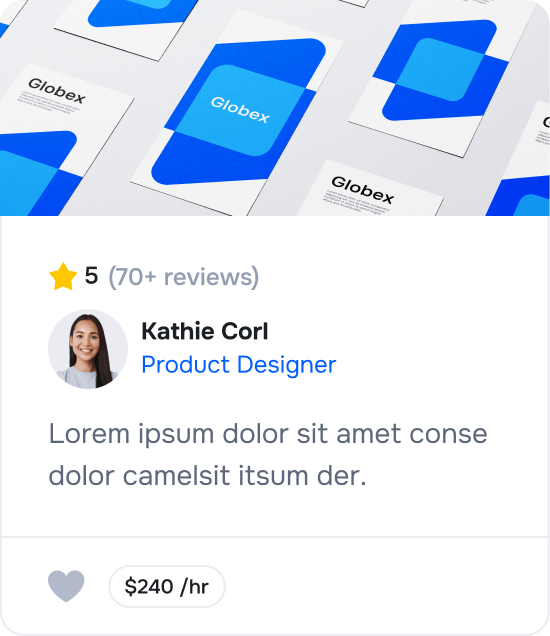 Globex
Globex
Globex
5 (70+ reviews)
Kathie Corl
Product Designer
Lorem ipsum dolor sit amet conse
dolor camelsit itsum der.
$240 /hr